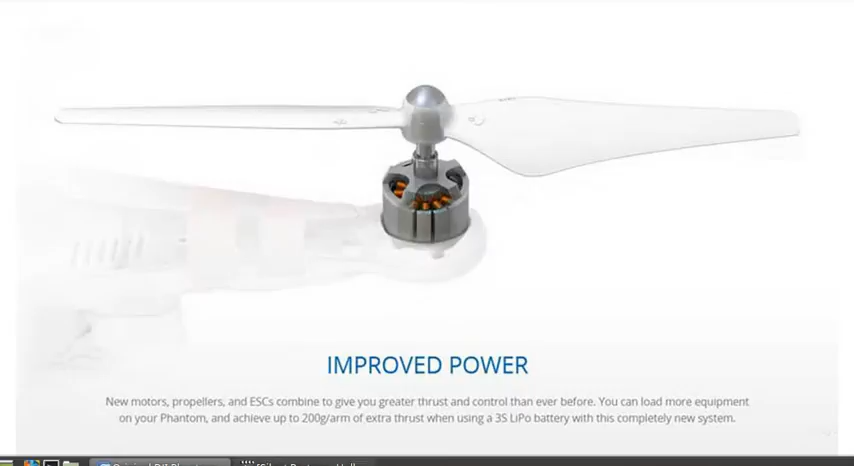 IMPROVED POWER
New motors, propellers, and ESCs combine to give you greater thrust and control than ever before. You can load more equipment
on your Phantom, and achieve up to 200g/arm of extra thrust when using a 3S LiPo battery with this completely new system.